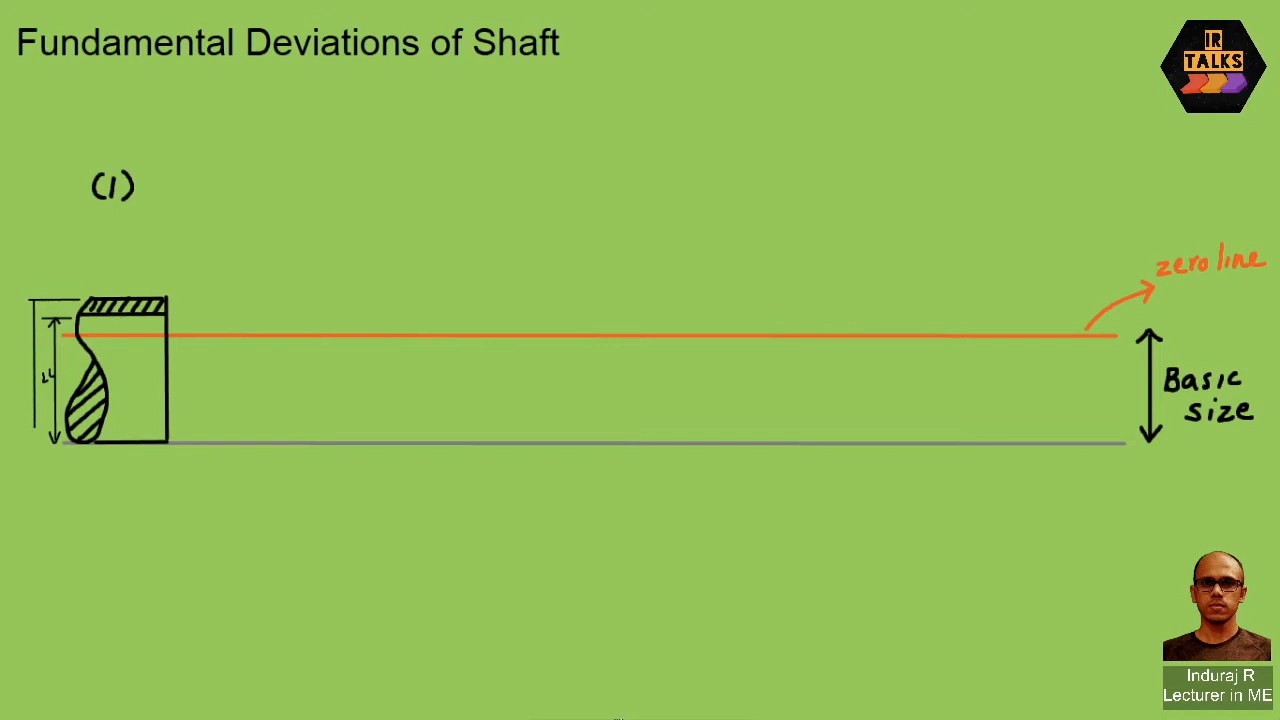 Fundamental Deviations of Shaft
IR
TALKS
(1)
zero line
Basic
size
Induraj R
Lecturer in ME